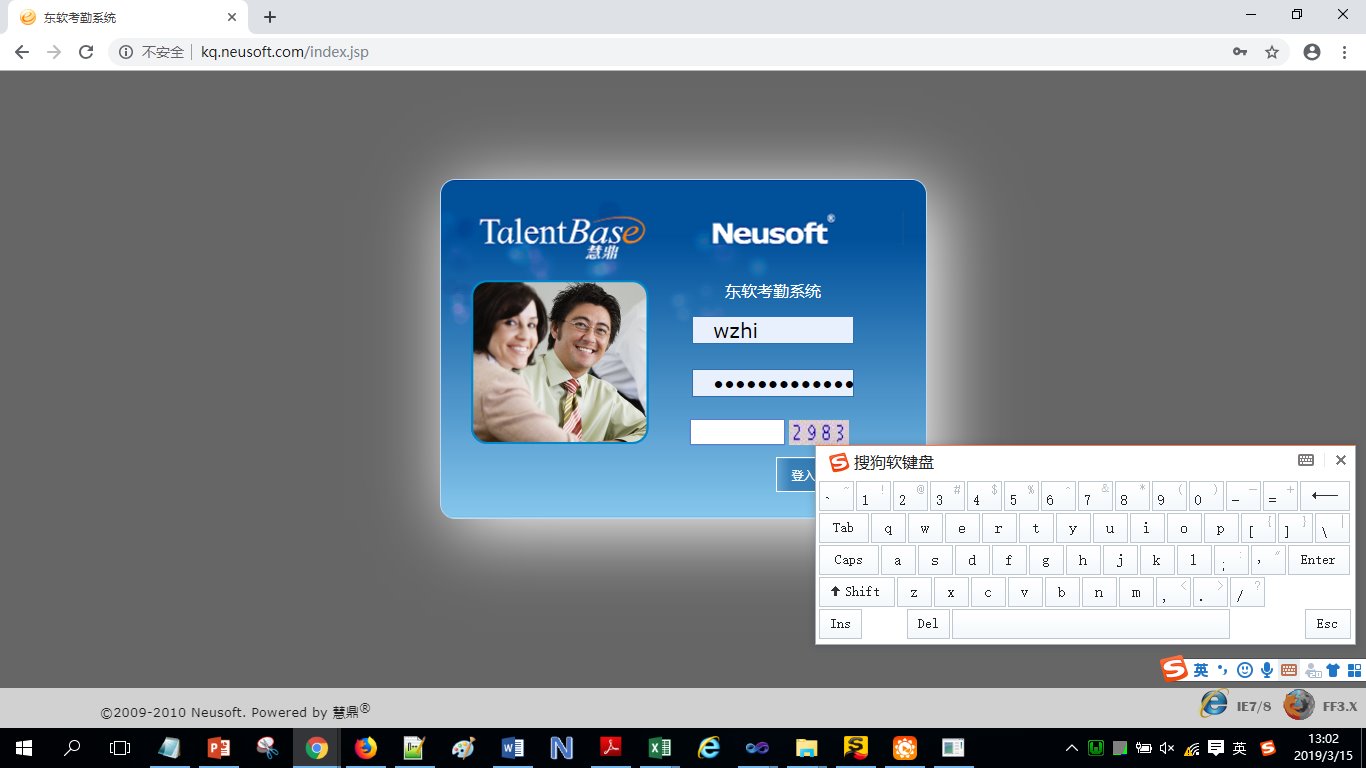 东软考勤系统
不安全 kq.neusoft.com/index.jsp
TalentBase 慧鼎
Neusoft®
东软考勤系统
wzhi
•••••••••••••
2983
登入
搜狗软键盘
` ~ 1 ! 2 @ 3 # 4 $ 5 % 6 ^ 7 & 8 * 9 ( 0 ) - _ = +
Tab q w e r t y u i o p [ { ] } \ |
Caps a s d f g h j k l ; : ' " Enter
Shift z x c v b n m , < . > / ?
Ins Del Esc
英
©2009-2010 Neusoft. Powered by 慧鼎®
IE7/8 FF3.X
英
13:02
2019/3/15